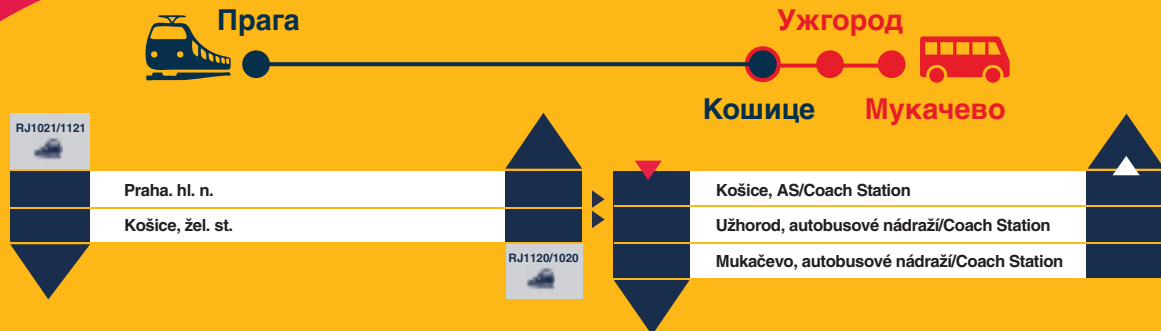 Прага
Ужгород
Кошице
Мукачево
RJ1021/1121
Praha. hl. n.
Košice, žel. st.
RJ1120/1020
Košice, AS/Coach Station
Užhorod, autobusové nádraží/Coach Station
Mukačevo, autobusové nádraží/Coach Station